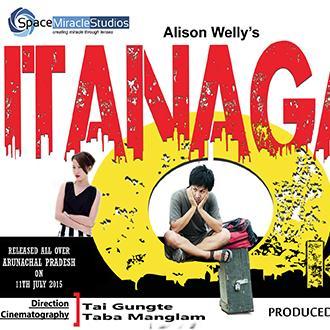 SpaceMiracleStudios
creating miracle through lenses
Alison Welly's
ITANAGA
RELEASED ALL OVER
ARUNACHAL PRADESH
ON
11TH JULY 2015
Direction
Cinematography
Tai Gungte
Taba Manglam
PRODUCED